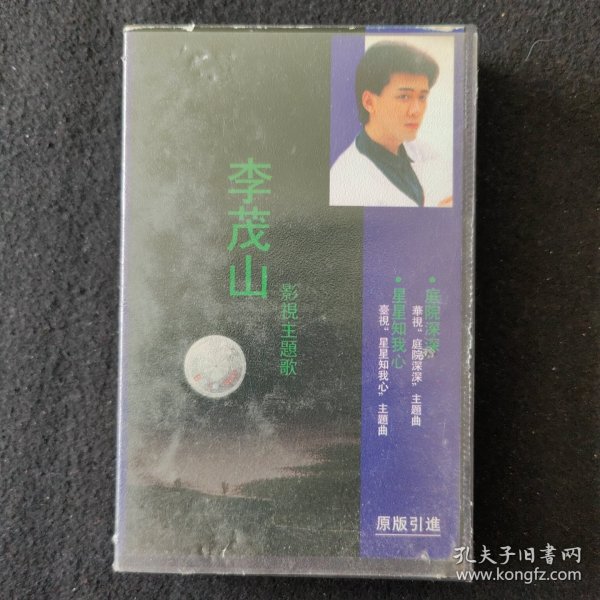 李茂山
影視主題歌
•庭院深深
華視“庭院深深”主題曲
•星星知我心
臺視“星星知我心”主題曲
原版引進
孔夫子旧书网
www.kongfz.com